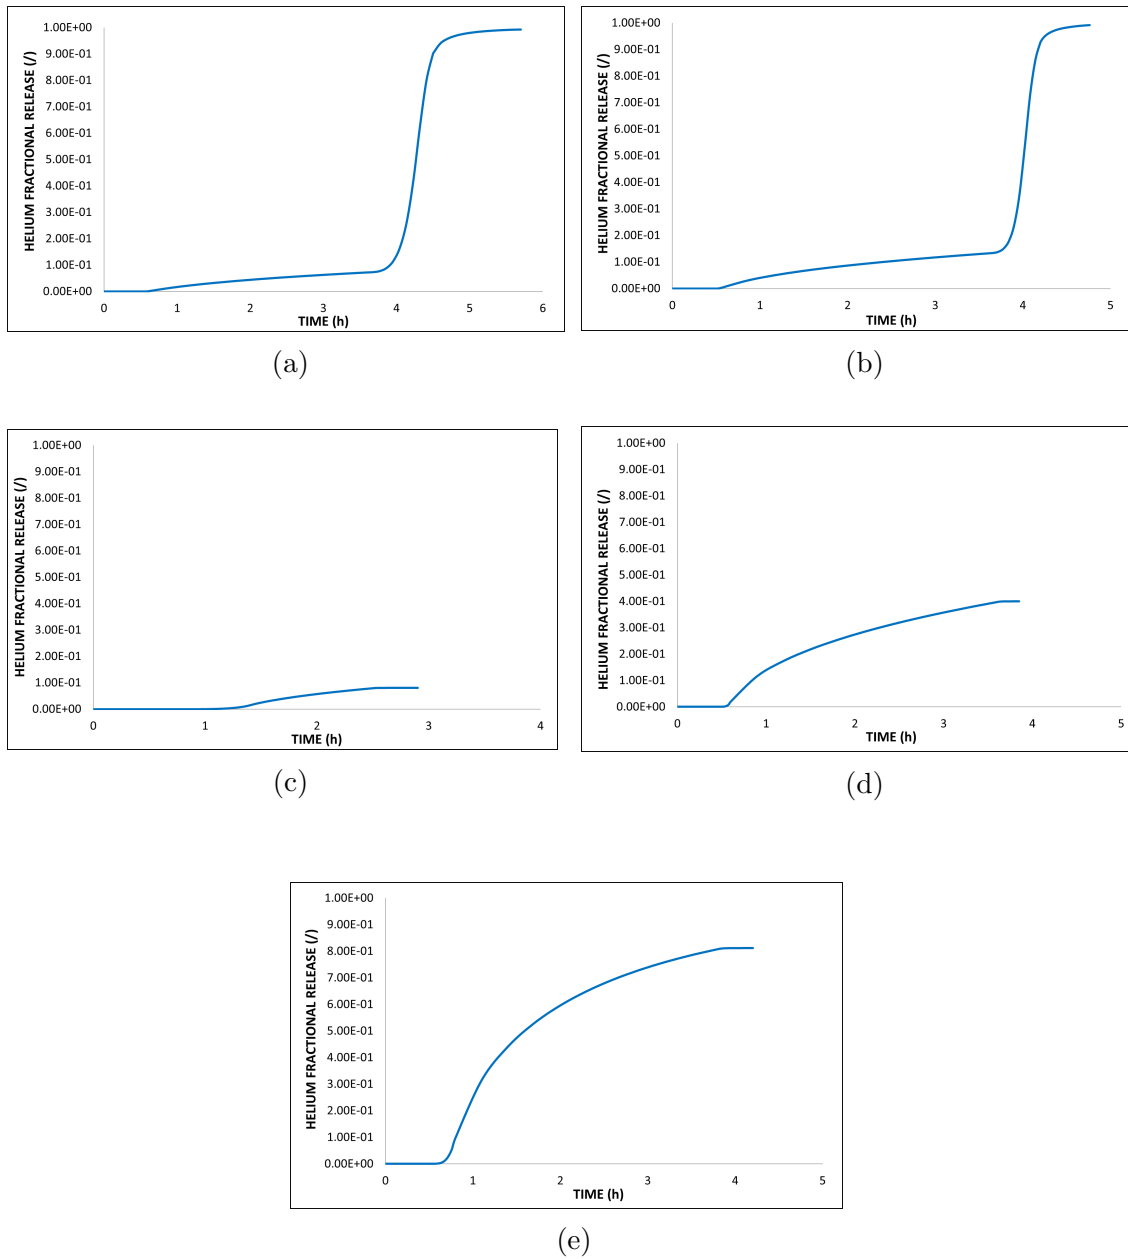 HELIUM FRACTIONAL RELEASE (/)
1.00E+00
9.00E-01
8.00E-01
7.00E-01
6.00E-01
5.00E-01
4.00E-01
3.00E-01
2.00E-01
1.00E-01
0.00E+00
0 1 2 3 4 5 6
TIME (h)
(a)
HELIUM FRACTIONAL RELEASE (/)
1.00E+00
9.00E-01
8.00E-01
7.00E-01
6.00E-01
5.00E-01
4.00E-01
3.00E-01
2.00E-01
1.00E-01
0.00E+00
0 1 2 3 4 5
TIME (h)
(b)
HELIUM FRACTIONAL RELEASE (/)
1.00E+00
9.00E-01
8.00E-01
7.00E-01
6.00E-01
5.00E-01
4.00E-01
3.00E-01
2.00E-01
1.00E-01
0.00E+00
0 1 2 3 4
TIME (h)
(c)
HELIUM FRACTIONAL RELEASE (/)
1.00E+00
9.00E-01
8.00E-01
7.00E-01
6.00E-01
5.00E-01
4.00E-01
3.00E-01
2.00E-01
1.00E-01
0.00E+00
0 1 2 3 4 5
TIME (h)
(d)
HELIUM FRACTIONAL RELEASE (/)
1.00E+00
9.00E-01
8.00E-01
7.00E-01
6.00E-01
5.00E-01
4.00E-01
3.00E-01
2.00E-01
1.00E-01
0.00E+00
0 1 2 3 4 5
TIME (h)
(e)